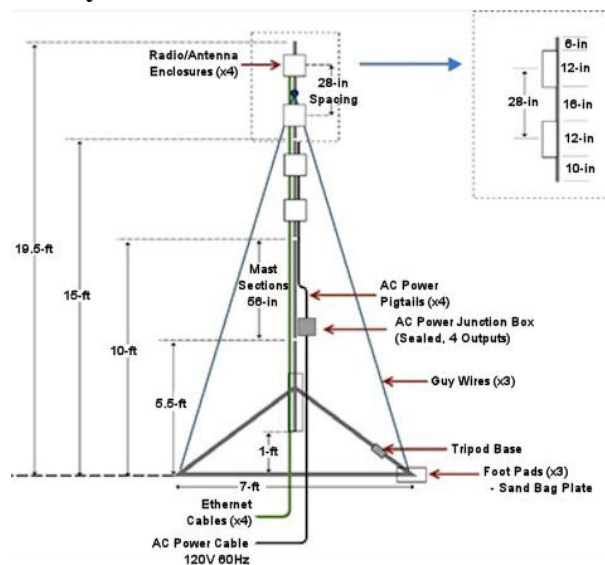 Radio/Antenna
Enclosures (x4)
28-in
Spacing
6-in
12-in
28-in
16-in
12-in
10-in
19.5-ft
15-ft
10-ft
Mast
Sections
56-in
AC Power
Pigtails (x4)
AC Power Junction Box
(Sealed, 4 Outputs)
5.5-ft
Guy Wires (x3)
1-ft
Tripod Base
Foot Pads (x3)
- Sand Bag Plate
7-ft
Ethernet
Cables (x4)
AC Power Cable
120V 60Hz